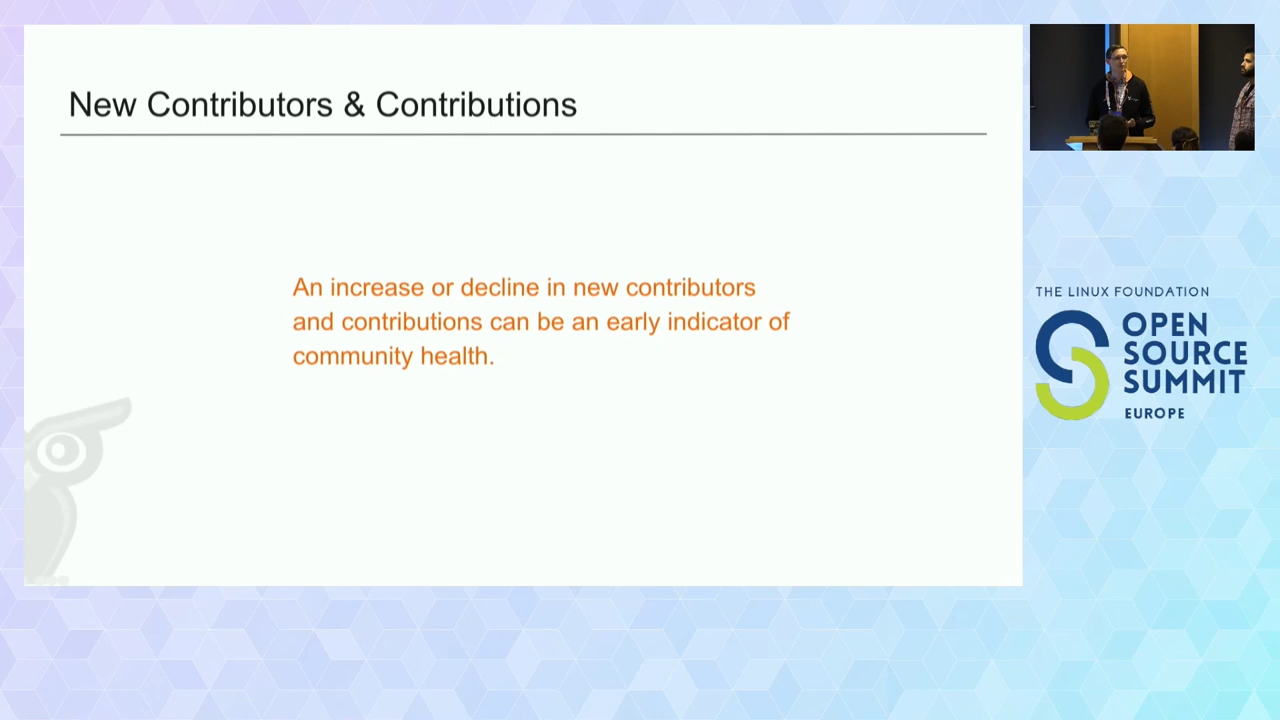 New Contributors & Contributions
An increase or decline in new contributors
and contributions can be an early indicator of
community health.
THE LINUX FOUNDATION
OPEN
SOURCE
SUMMIT
EUROPE